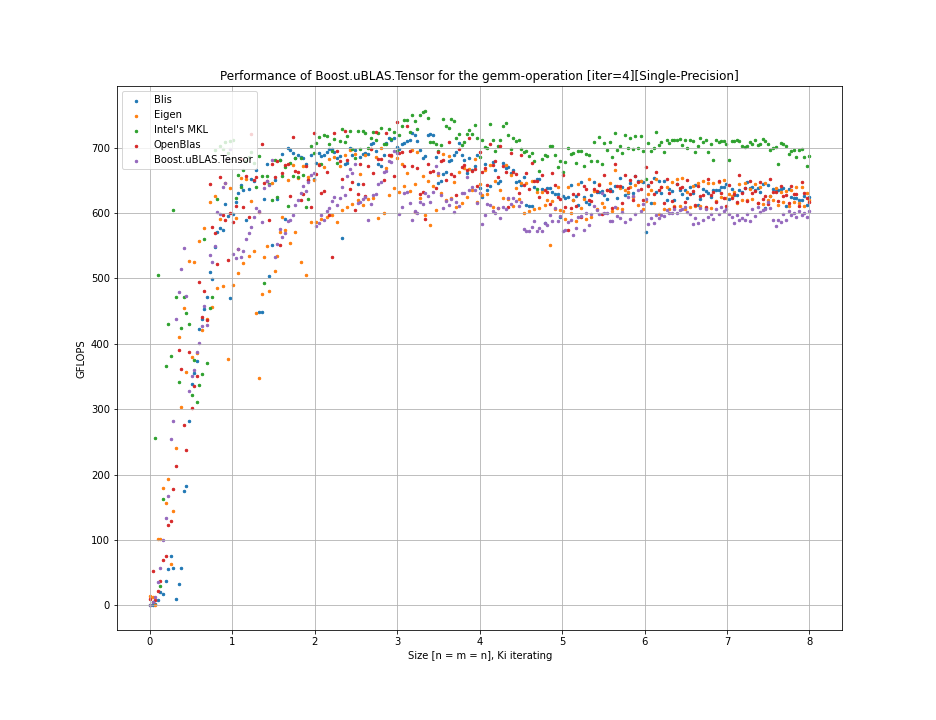 Performance of Boost.uBLAS.Tensor for the gemm-operation [iter=4][Single-Precision]
Blis
Eigen
Intel's MKL
OpenBlas
Boost.uBLAS.Tensor
700
600
500
400
300
200
100
0
GFLOPS
0 1 2 3 4 5 6 7 8
Size [n = m = n], Ki iterating